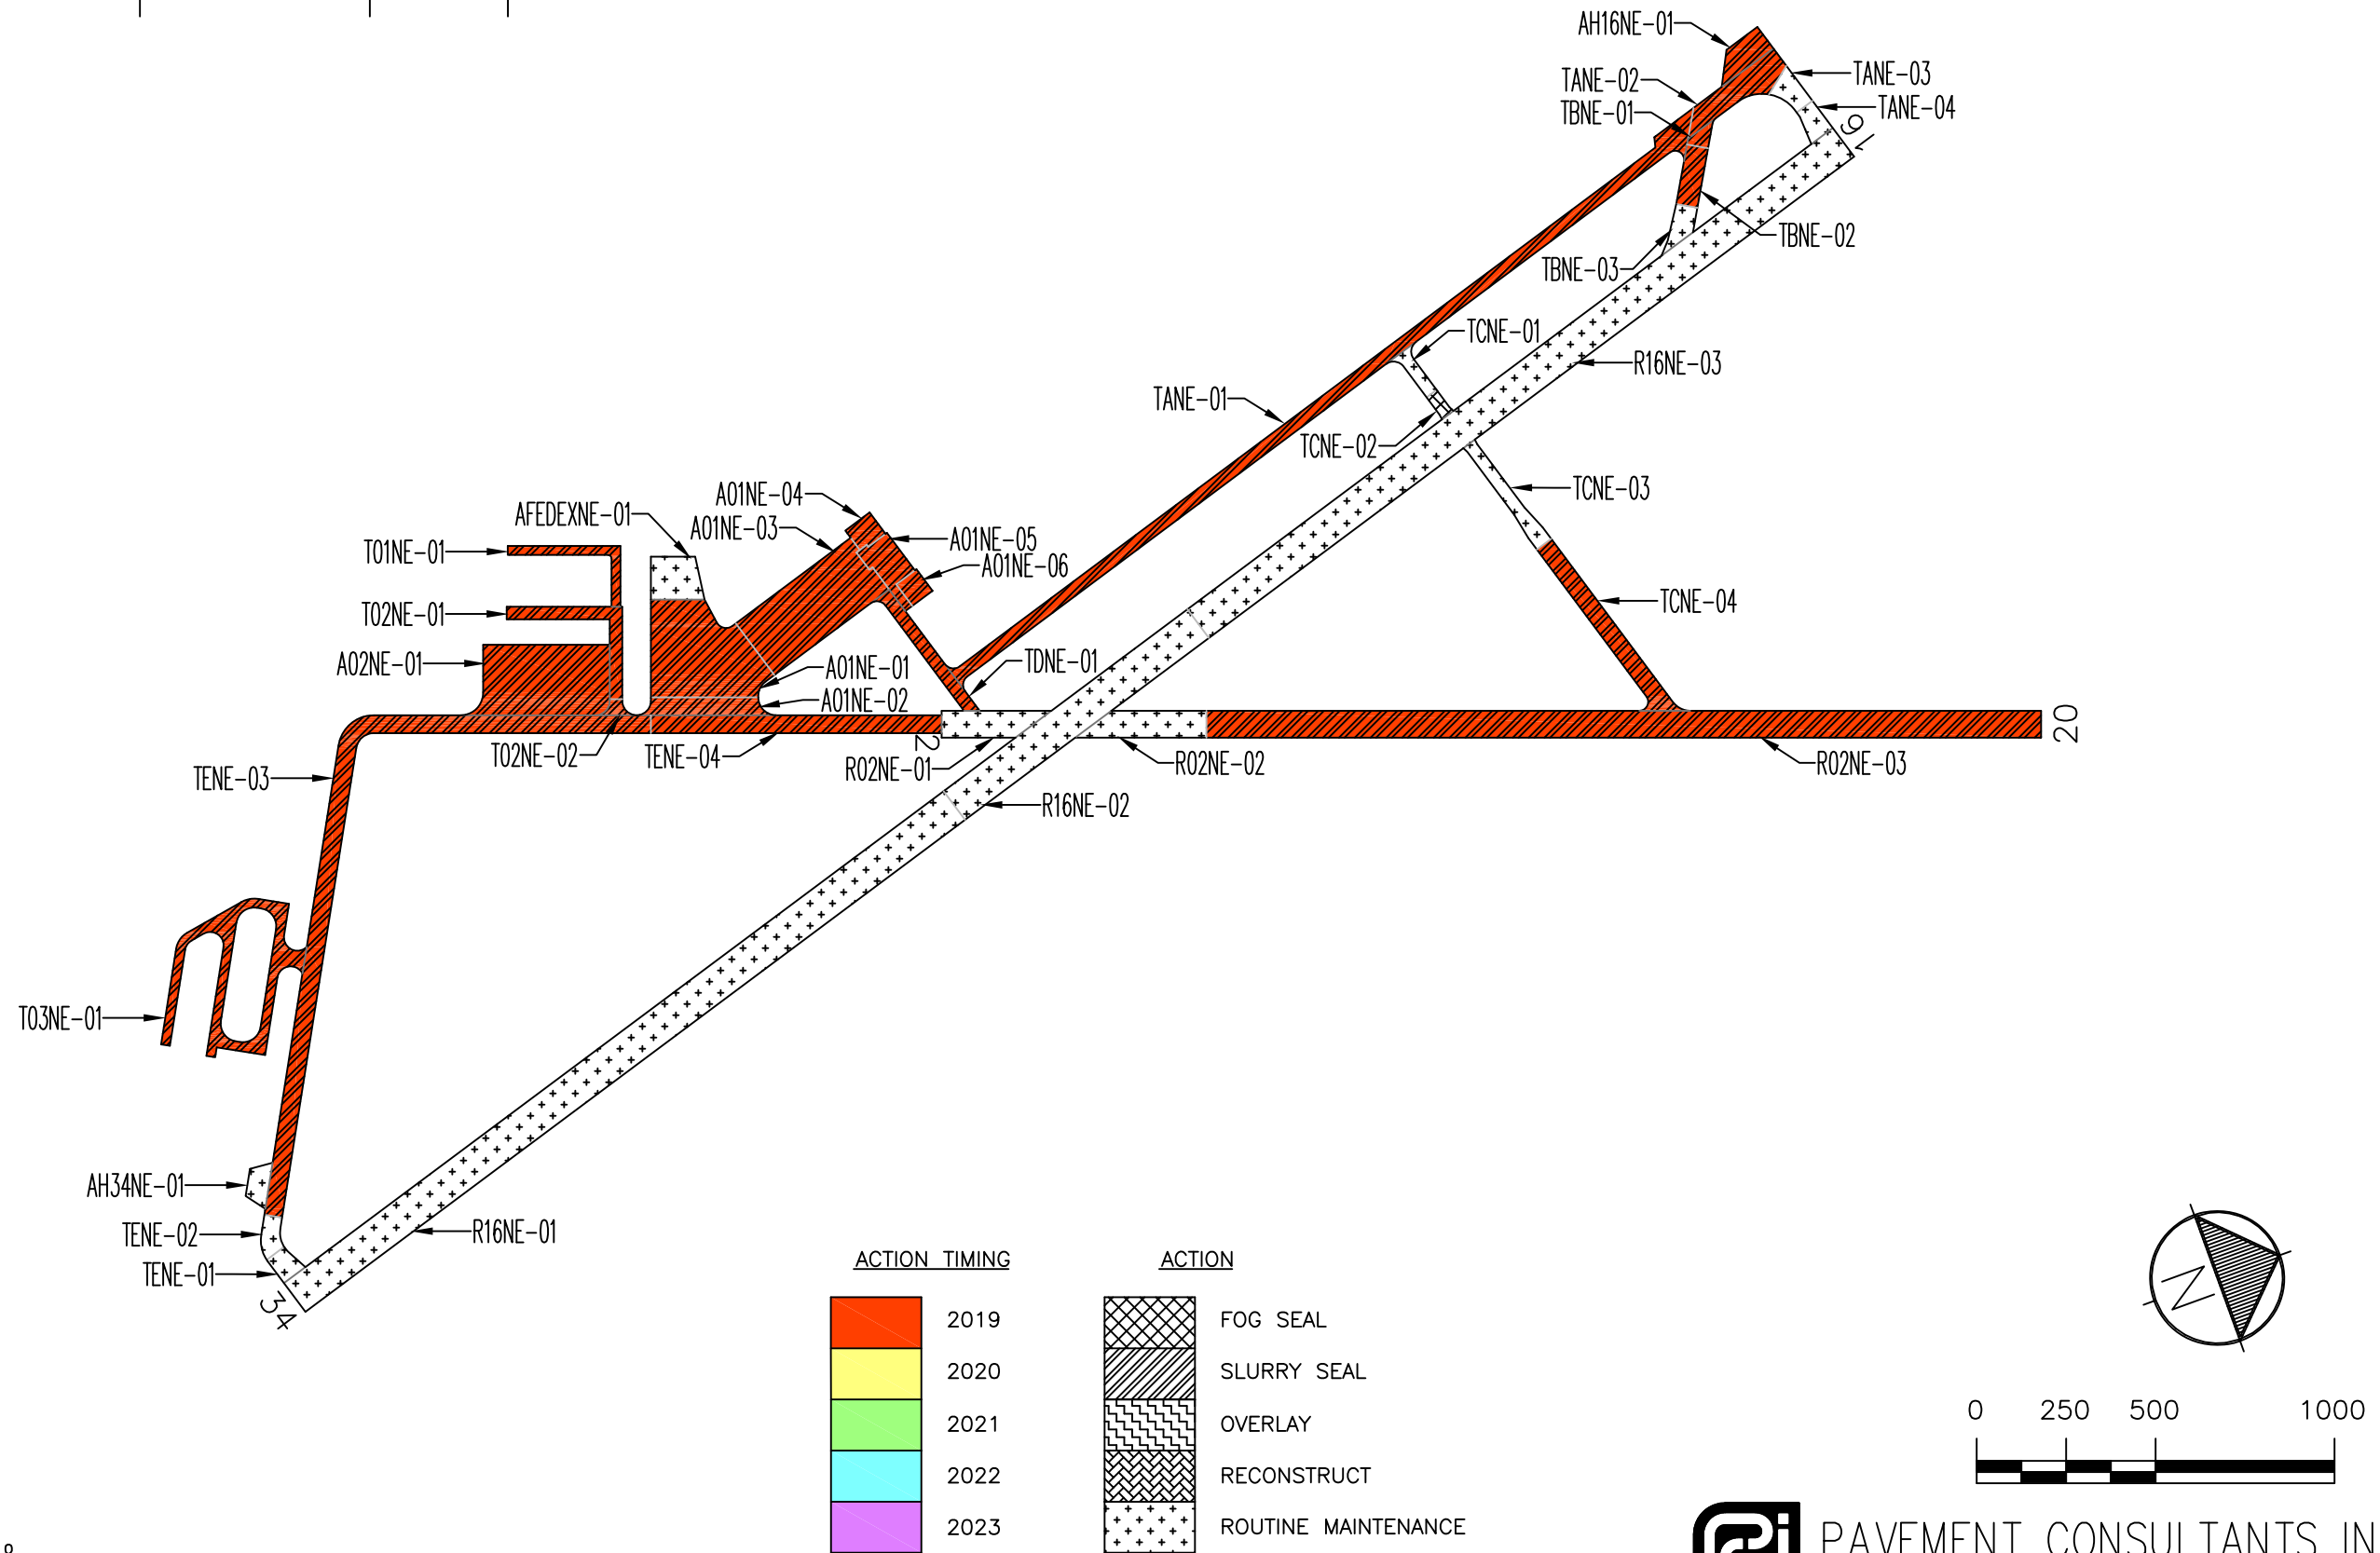 AH16NE-01
TANE-02
TANE-03
TBNE-01
TANE-04
16
TBNE-02
TBNE-03
TCNE-01
R16NE-03
TANE-01
TCNE-02
TCNE-03
A01NE-04
AFEDEXNE-01
A01NE-03
A01NE-05
T01NE-01
A01NE-06
TCNE-04
T02NE-01
A02NE-01
A01NE-01
TDNE-01
A01NE-02
20
2
T02NE-02
TENE-04
R02NE-01
R02NE-02
R02NE-03
TENE-03
R16NE-02
T03NE-01
AH34NE-01
TENE-02
R16NE-01
TENE-01
34
N
ACTION TIMING
2019
2020
2021
2022
2023
ACTION
FOG SEAL
SLURRY SEAL
OVERLAY
RECONSTRUCT
ROUTINE MAINTENANCE
0 250 500 1000
PAVEMENT CONSULTANTS IN